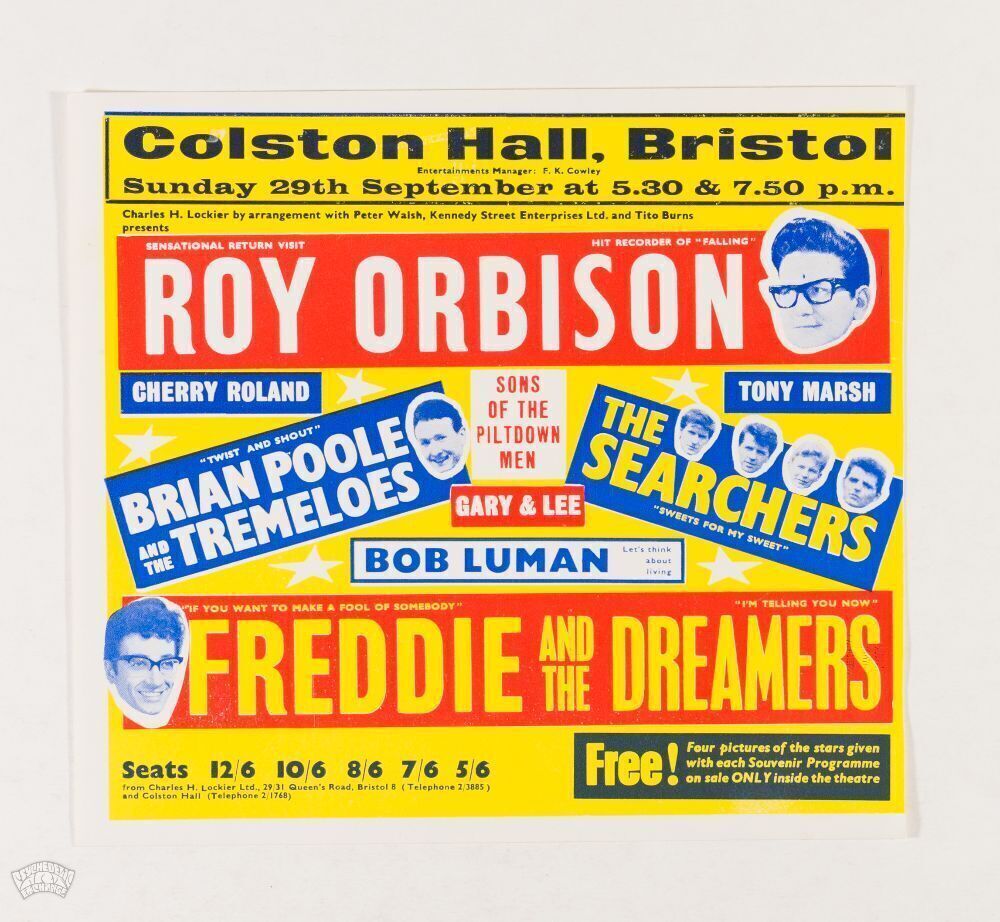 Colston Hall, Bristol
Entertainments Manager: F. K. Cowley
Sunday 29th September at 5.30 & 7.50 p.m.
Charles H. Lockier by arrangement with Peter Walsh, Kennedy Street Enterprises Ltd. and Tito Burns
presents
SENSATIONAL RETURN VISIT
HIT RECORDER OF "FALLING"
ROY ORBISON
CHERRY ROLAND
SONS
OF THE
PILTDOWN
MEN
TONY MARSH
"TWIST AND SHOUT"
BRIAN POOLE
AND THE TREMELOES
THE
SEARCHERS
"SWEETS FOR MY SWEET"
GARY & LEE
BOB LUMAN
Let's think
about
living
"IF YOU WANT TO MAKE A FOOL OF SOMEBODY"
"I'M TELLING YOU NOW"
FREDDIE AND THE DREAMERS
Seats 12/6 10/6 8/6 7/6 5/6
from Charles H. Lockier Ltd., 29/31 Queen's Road, Bristol 8 (Telephone 2/3885)
and Colston Hall (Telephone 2/1768)
Free!
Four pictures of the stars given
with each Souvenir Programme
on sale ONLY inside the theatre
PSYCHEDELIC
ART
EXCHANGE